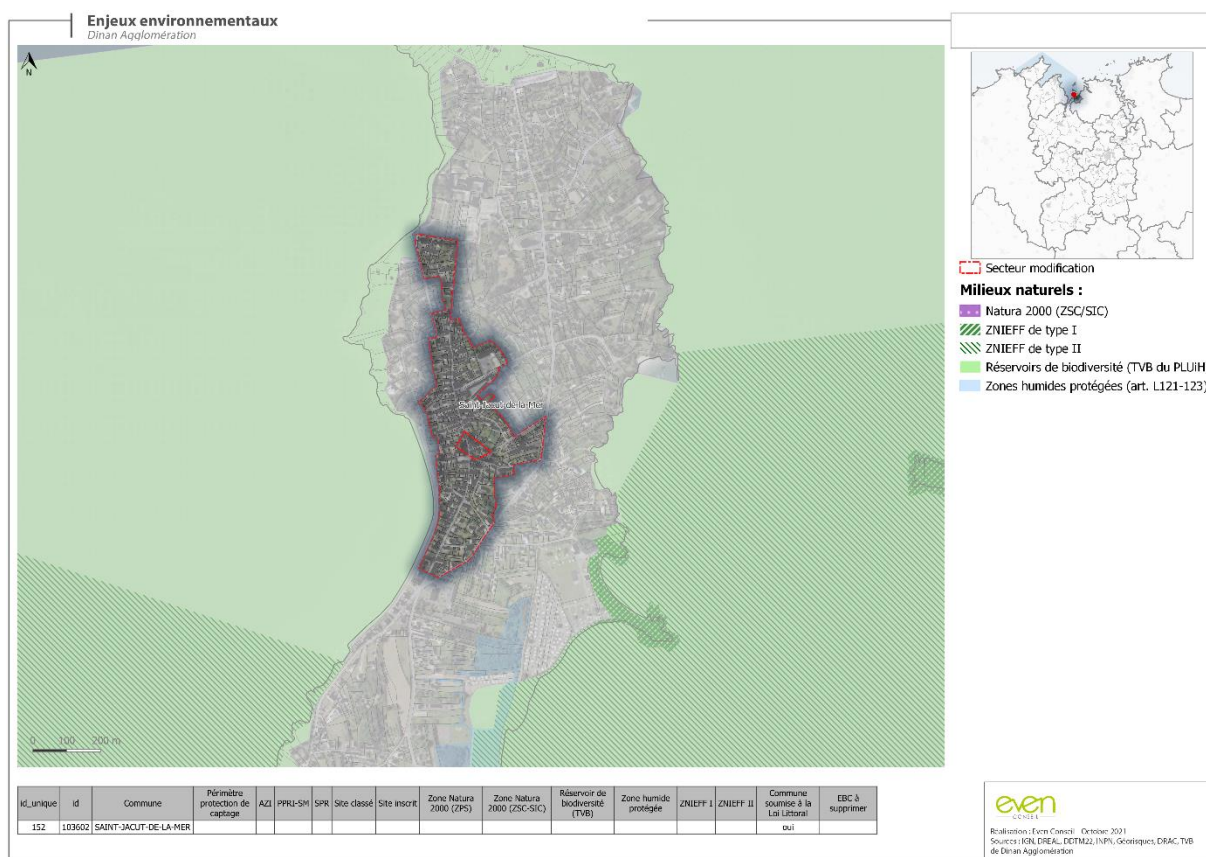 Enjeux environnementaux
Dinan Agglomération
N
Saint-Jacut-de-la-Mer
0 100 200 m
Secteur modification
Milieux naturels :
Natura 2000 (ZSC/SIC)
ZNIEFF de type I
ZNIEFF de type II
Réservoirs de biodiversité (TVB du PLUiH
Zones humides protégées (art. L121-123)
id_unique id Commune Périmètre protection de captage AZI PPRI-SM SPR Site classé Site inscrit Zone Natura 2000 (ZPS) Zone Natura 2000 (ZSC-SIC) Réservoir de biodiversité (TVB) Zone humide protégée ZNIEFF I ZNIEFF II Commune soumise à la Loi Littoral EBC à supprimer
152 103602 SAINT-JACUT-DE-LA-MER oui
even
CONSEIL
Réalisation : Even Conseil - Octobre 2021
Sources : IGN, DREAL, DDTM22, INPN, Géorisques, DRAC, TVB
de Dinan Agglomération